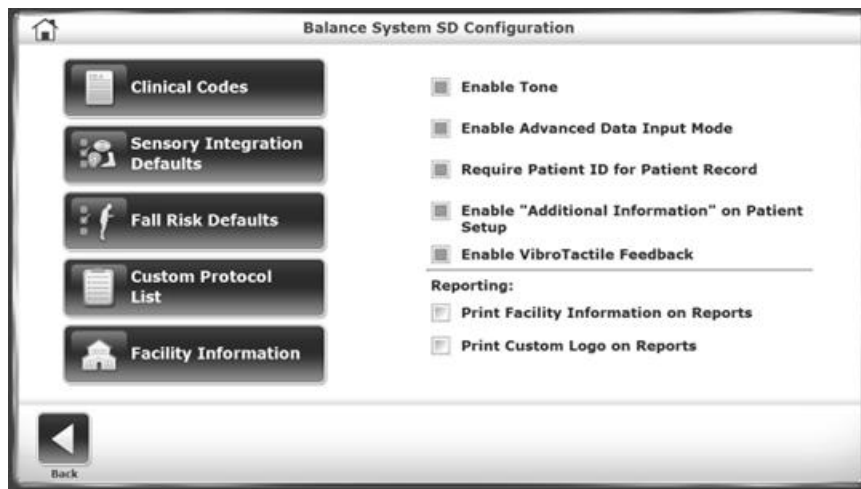 Balance System SD Configuration
Clinical Codes
Sensory Integration
Defaults
Fall Risk Defaults
Custom Protocol
List
Facility Information
Enable Tone
Enable Advanced Data Input Mode
Require Patient ID for Patient Record
Enable "Additional Information" on Patient
Setup
Enable VibroTactile Feedback
Reporting:
Print Facility Information on Reports
Print Custom Logo on Reports
Back